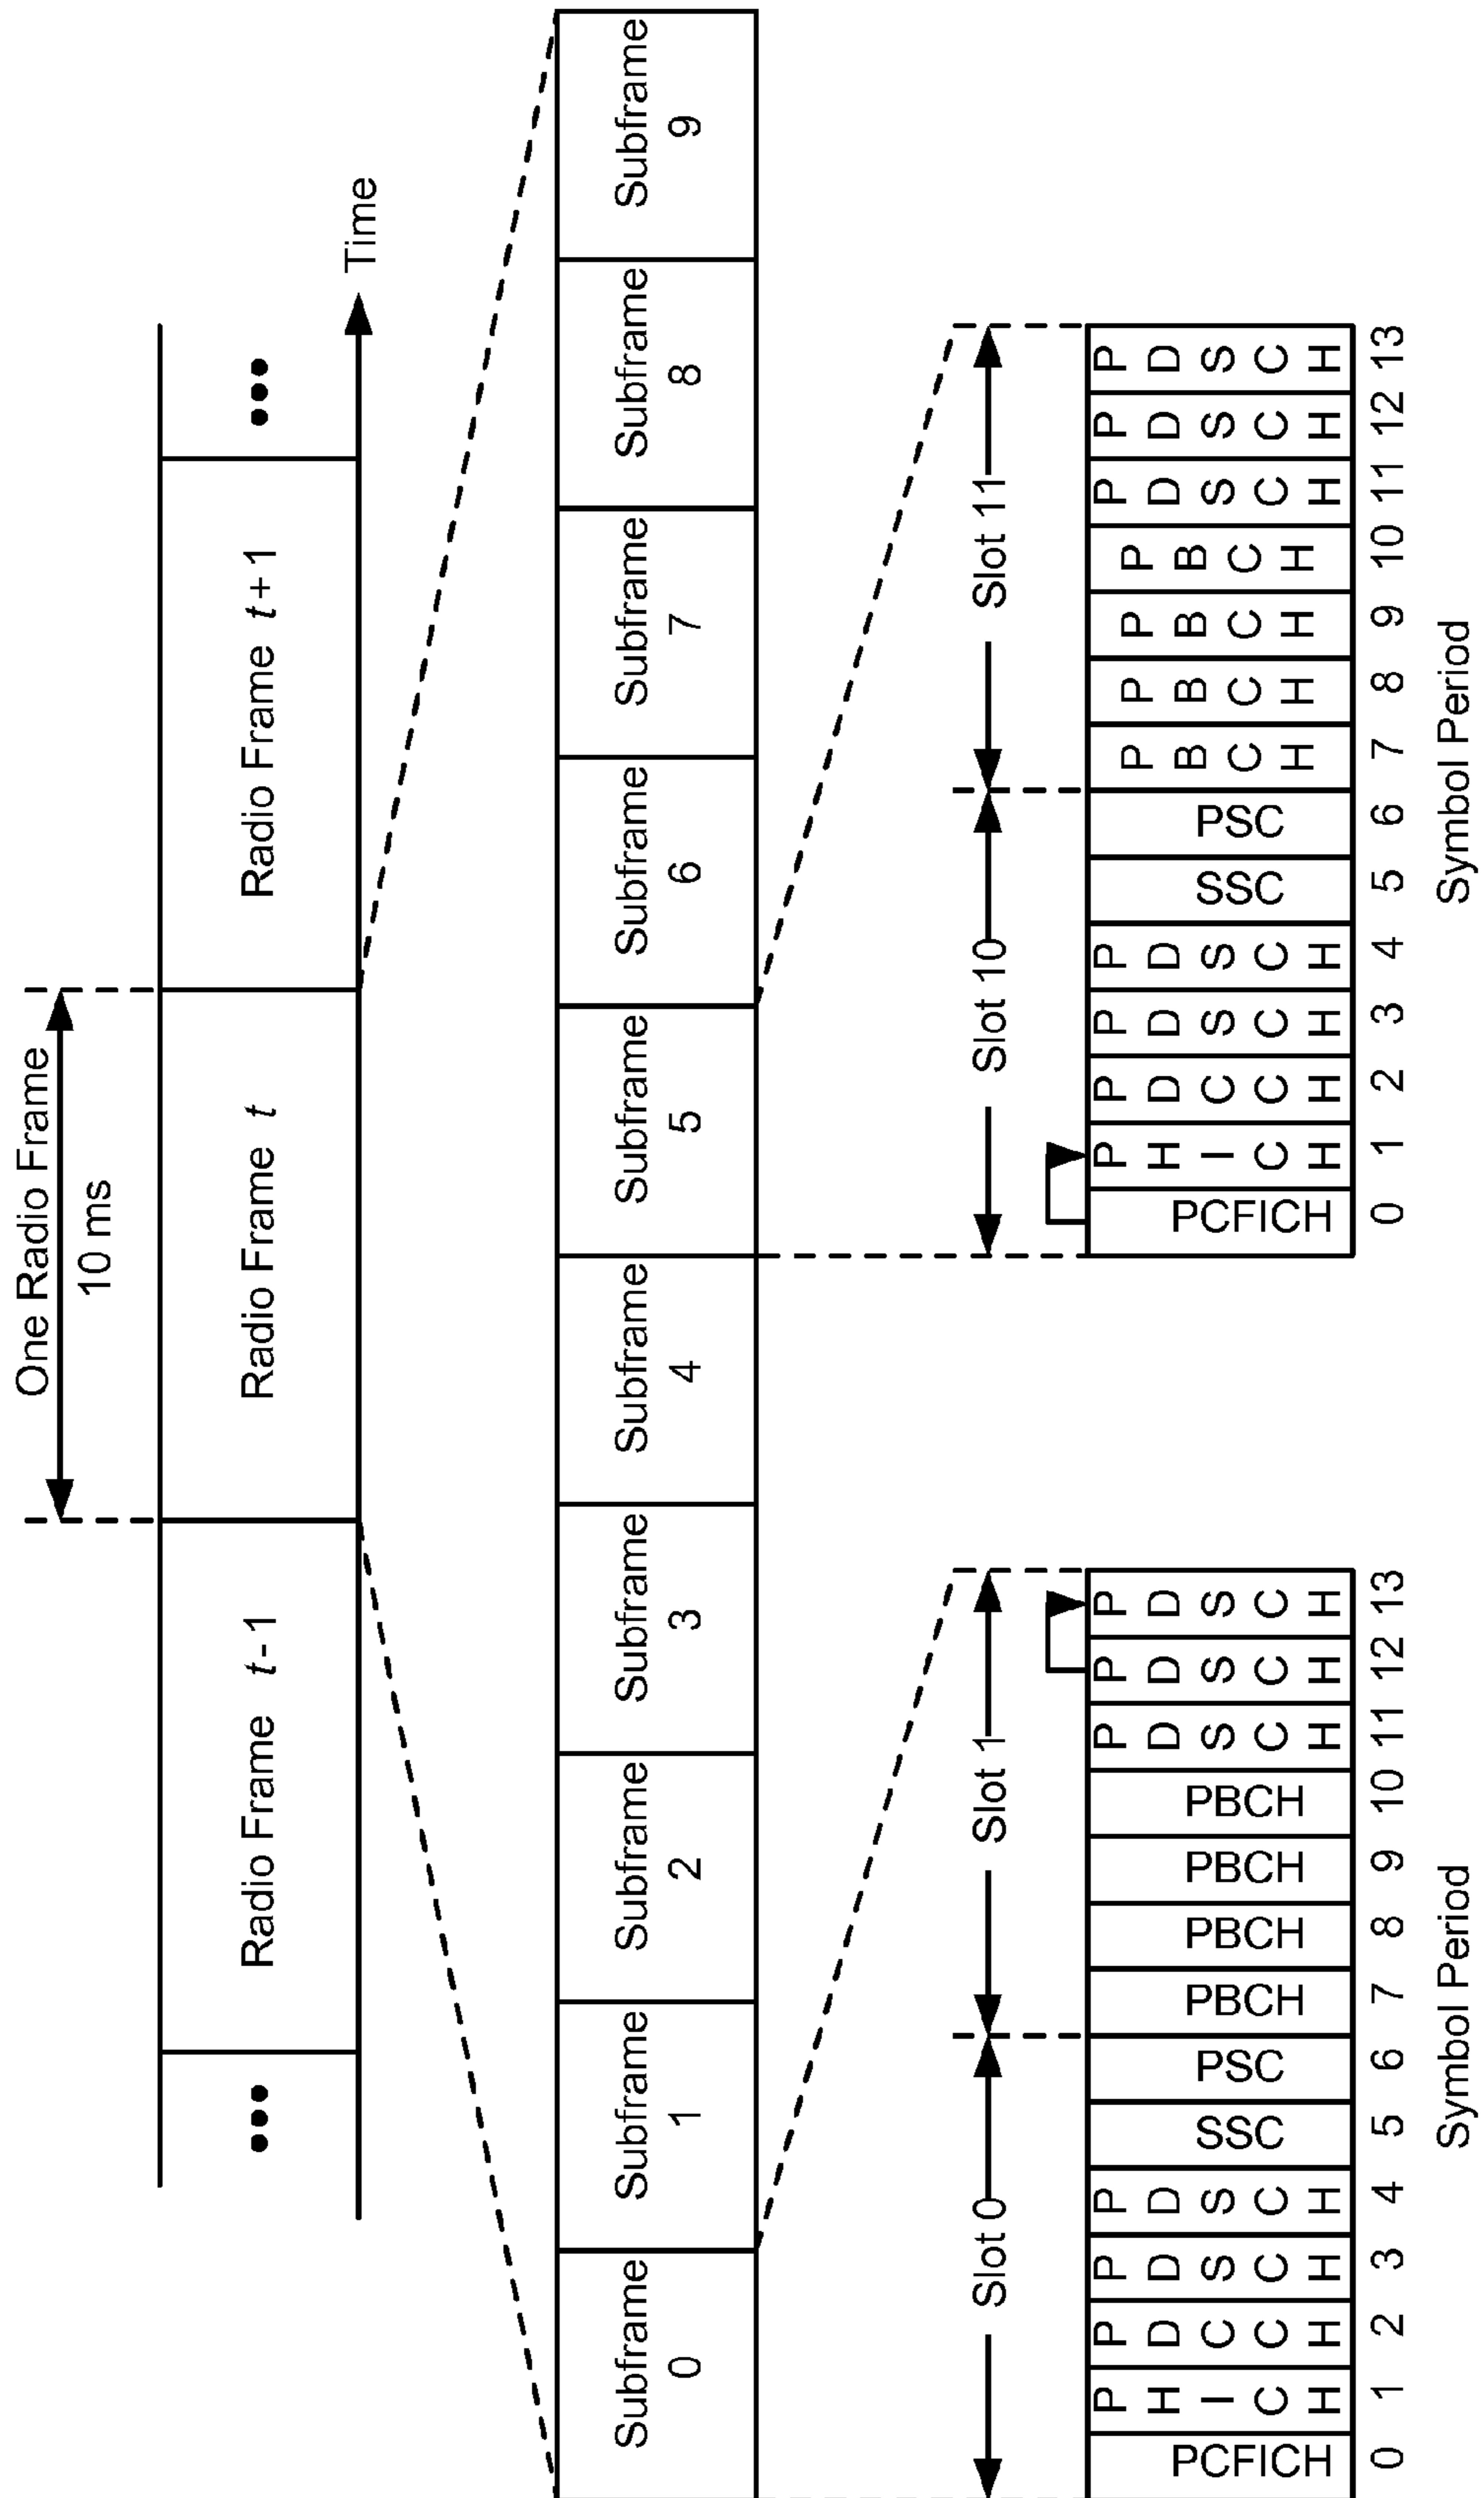 One Radio Frame
10 ms
Radio Frame t-1
Radio Frame t
Radio Frame t+1
Time
Subframe
0
Subframe
1
Subframe
2
Subframe
3
Subframe
4
Subframe
5
Subframe
6
Subframe
7
Subframe
8
Subframe
9
Slot 0
Slot 1
PCFICH
PHICH
PDCCH
PDSCH
PDSCH
SSC
PSC
PBCH
PBCH
PBCH
PBCH
PDSCH
PDSCH
PDSCH
0 1 2 3 4 5 6 7 8 9 10 11 12 13
Symbol Period
Slot 10
Slot 11
PCFICH
PHICH
PDCCH
PDSCH
PDSCH
SSC
PSC
PBCH
PBCH
PBCH
PBCH
PDSCH
PDSCH
PDSCH
0 1 2 3 4 5 6 7 8 9 10 11 12 13
Symbol Period